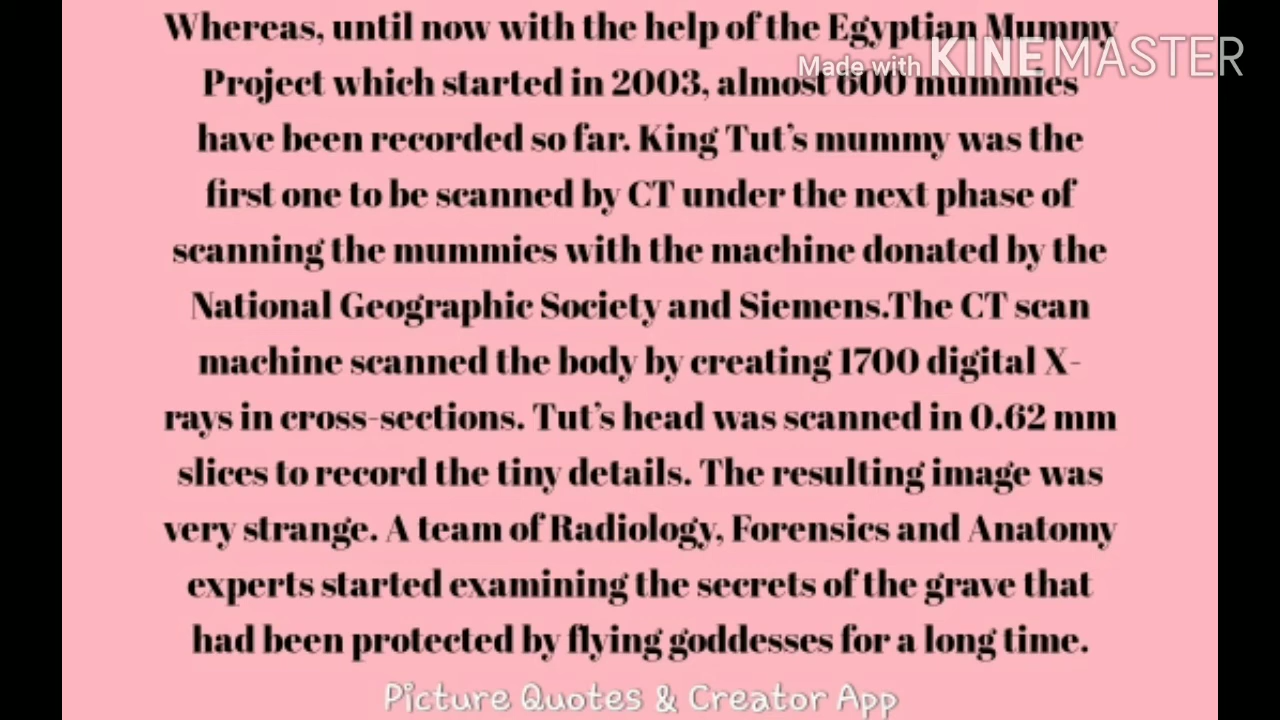 Whereas, until now with the help of the Egyptian Mummy
Made with KINEMASTER
Project which started in 2003, almost 600 mummies
have been recorded so far. King Tut's mummy was the
first one to be scanned by CT under the next phase of
scanning the mummies with the machine donated by the
National Geographic Society and Siemens.The CT scan
machine scanned the body by creating 1700 digital X-
rays in cross-sections. Tut's head was scanned in 0.62 mm
slices to record the tiny details. The resulting image was
very strange. A team of Radiology, Forensics and Anatomy
experts started examining the secrets of the grave that
had been protected by flying goddesses for a long time.
Picture Quotes & Creator App